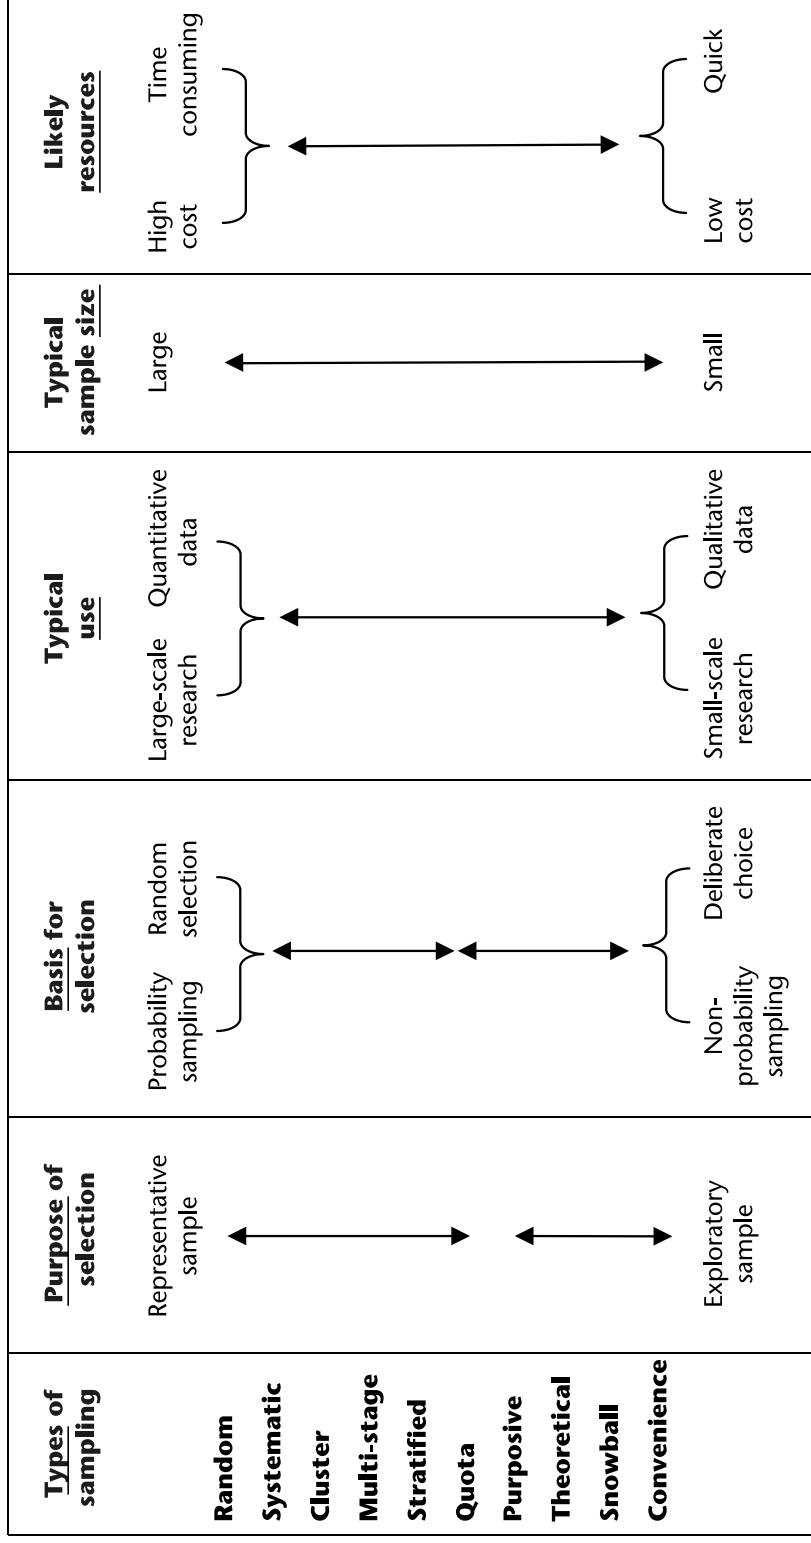 Types of
sampling
Purpose of
selection
Basis for
selection
Typical
use
Typical
sample size
Likely
resources
Representative
sample
Probability
sampling
Random
selection
Large-scale
research
Quantitative
data
Large
High
cost
Time
consuming
Random
Systematic
Cluster
Multi-stage
Stratified
Quota
Purposive
Theoretical
Snowball
Convenience
Exploratory
sample
Non-
probability
sampling
Deliberate
choice
Small-scale
research
Qualitative
data
Small
Low
cost
Quick